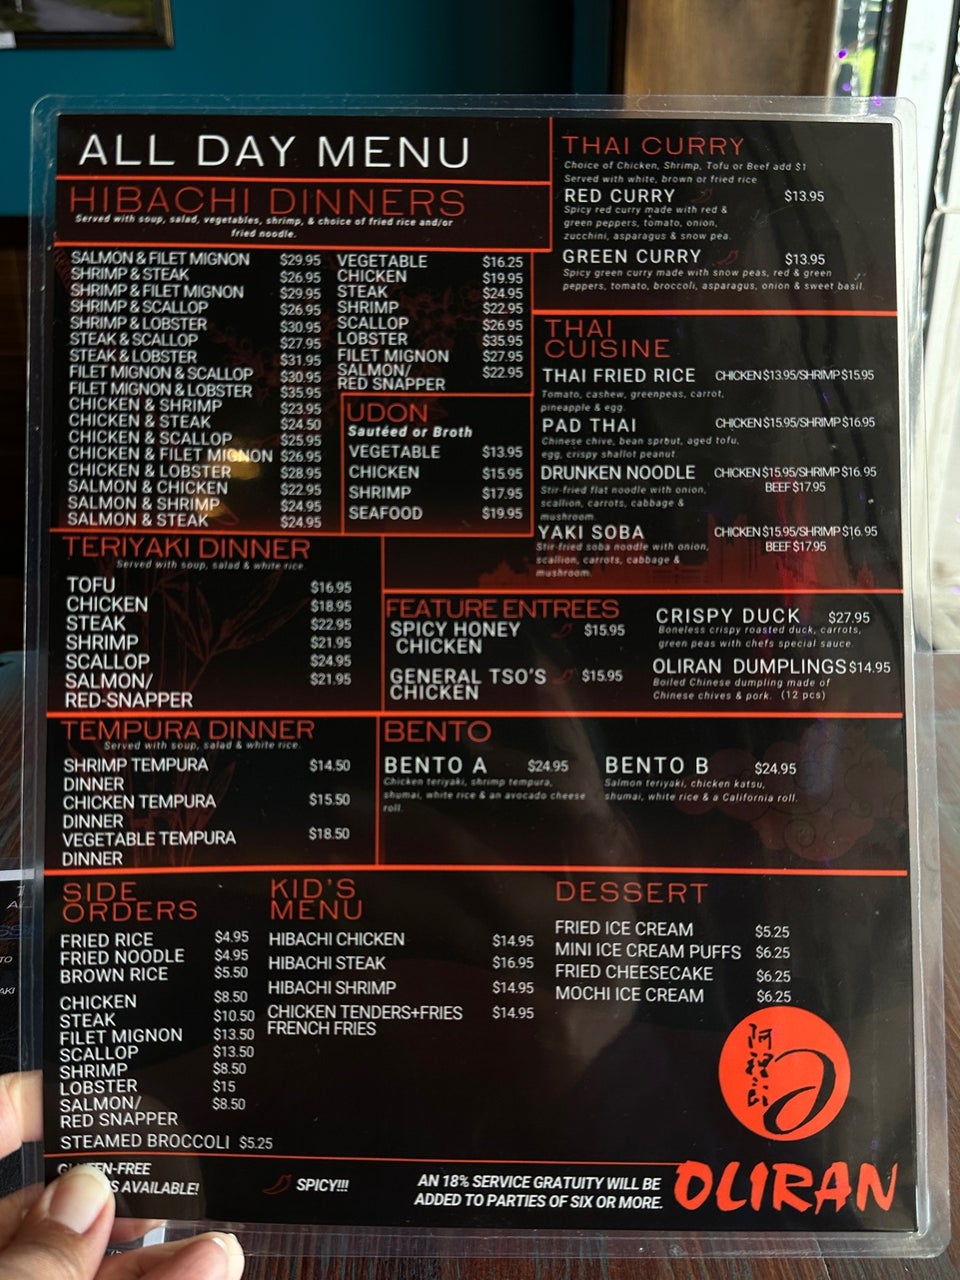 ALL DAY MENU
HIBACHI DINNERS
Served with soup, salad, vegetables, shrimp, & choice of fried rice and/or
fried noodle.
SALMON & FILET MIGNON $29.95
SHRIMP & STEAK $26.95
SHRIMP & FILET MIGNON $29.95
SHRIMP & SCALLOP $26.95
SHRIMP & LOBSTER $30.95
STEAK & SCALLOP $27.95
STEAK & LOBSTER $31.95
FILET MIGNON & SCALLOP $30.95
FILET MIGNON & LOBSTER $35.95
CHICKEN & SHRIMP $23.95
CHICKEN & STEAK $24.50
CHICKEN & SCALLOP $25.95
CHICKEN & FILET MIGNON $26.95
CHICKEN & LOBSTER $28.95
SALMON & CHICKEN $22.95
SALMON & SHRIMP $24.95
SALMON & STEAK $24.95
VEGETABLE $16.25
CHICKEN $19.95
STEAK $24.95
SHRIMP $22.95
SCALLOP $26.95
LOBSTER $35.95
FILET MIGNON $27.95
SALMON/ $22.95
RED SNAPPER
UDON
Sautéed or Broth
VEGETABLE $13.95
CHICKEN $15.95
SHRIMP $17.95
SEAFOOD $19.95
THAI CURRY
Choice of Chicken, Shrimp, Tofu or Beef add $1
Served with white, brown or fried rice
RED CURRY $13.95
Spicy red curry made with red &
green peppers, tomato, onion,
zucchini, asparagus & snow pea.
GREEN CURRY $13.95
Spicy green curry made with snow peas, red & green
peppers, tomato, broccoli, asparagus, onion & sweet basil.
THAI
CUISINE
THAI FRIED RICE CHICKEN $13.95/SHRIMP $15.95
Tomato, cashew, greenpeas, carrot,
pineapple & egg.
PAD THAI CHICKEN $15.95/SHRIMP $16.95
Chinese chive, bean sprout, aged tofu,
egg, crispy shallot peanut
DRUNKEN NOODLE CHICKEN $15.95/SHRIMP $16.95
BEEF $17.95
Stir-fried flat noodle with onion,
scallion, carrots, cabbage &
mushroom.
YAKI SOBA CHICKEN $15.95/SHRIMP $16.95
BEEF $17.95
Stir-fried soba noodle with onion,
scallion, carrots, cabbage &
mushroom.
TERIYAKI DINNER
Served with soup, salad & white rice.
TOFU $16.95
CHICKEN $18.95
STEAK $22.95
SHRIMP $21.95
SCALLOP $24.95
SALMON/ $21.95
RED-SNAPPER
FEATURE ENTREES
SPICY HONEY $15.95
CHICKEN
GENERAL TSO'S $15.95
CHICKEN
CRISPY DUCK $27.95
Boneless crispy roasted duck, carrots,
green peas with chefs special sauce.
OLIRAN DUMPLINGS $14.95
Boiled Chinese dumpling made of
Chinese chives & pork. (12 pcs)
TEMPURA DINNER
Served with soup, salad & white rice.
SHRIMP TEMPURA $14.50
DINNER
CHICKEN TEMPURA $15.50
DINNER
VEGETABLE TEMPURA $18.50
DINNER
BENTO
BENTO A $24.95
Chicken teriyaki, shrimp tempura,
shumai, white rice & an avocado cheese
roll.
BENTO B $24.95
Salmon teriyaki, chicken katsu,
shumai, white rice & a California roll.
SIDE
ORDERS
FRIED RICE $4.95
FRIED NOODLE $4.95
BROWN RICE $5.50
CHICKEN $8.50
STEAK $10.50
FILET MIGNON $13.50
SCALLOP $13.50
SHRIMP $8.50
LOBSTER $15
SALMON/ $8.50
RED SNAPPER
STEAMED BROCCOLI $5.25
KID'S
MENU
HIBACHI CHICKEN $14.95
HIBACHI STEAK $16.95
HIBACHI SHRIMP $14.95
CHICKEN TENDERS+FRIES $14.95
FRENCH FRIES
DESSERT
FRIED ICE CREAM $5.25
MINI ICE CREAM PUFFS $6.25
FRIED CHEESECAKE $6.25
MOCHI ICE CREAM $6.25
阿裡郎
OLIRAN
AVAILABLE!
SPICY!!!
AN 18% SERVICE GRATUITY WILL BE
ADDED TO PARTIES OF SIX OR MORE.